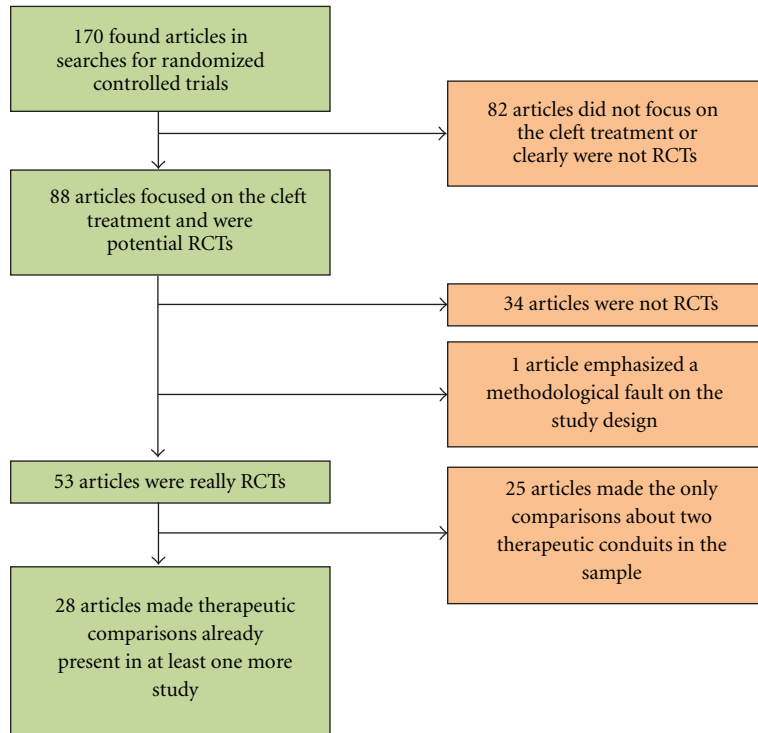 170 found articles in
searches for randomized
controlled trials
82 articles did not focus on
the cleft treatment or
clearly were not RCTs
88 articles focused on the cleft
treatment and were
potential RCTs
34 articles were not RCTs
1 article emphasized a
methodological fault on the
study design
53 articles were really RCTs
25 articles made the only
comparisons about two
therapeutic conduits in the
sample
28 articles made therapeutic
comparisons already
present in at least one more
study